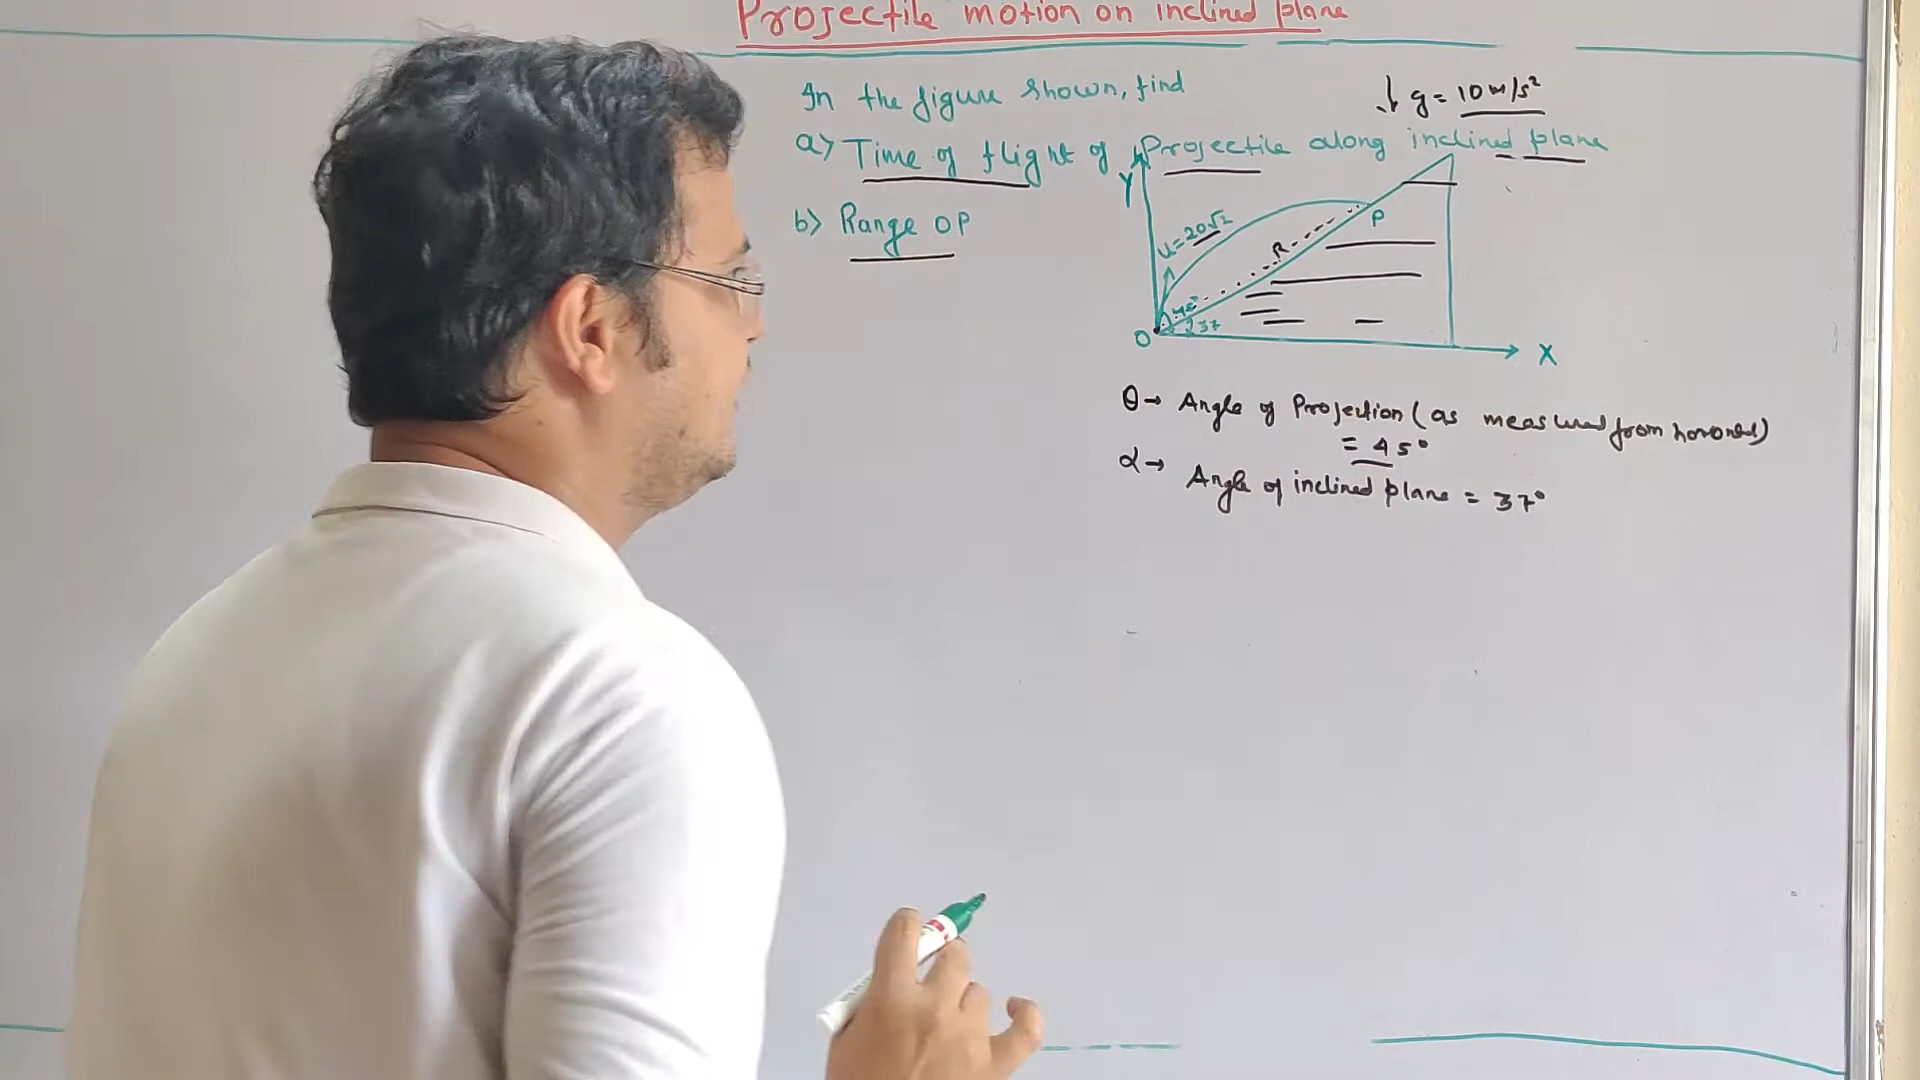 Projectile motion on inclined plane
In the figure shown, find
↓ g = 10 m/s²
a) Time of flight of Projectile along inclined plane
b) Range OP
Y
u = 20√2
P
R
45°
37
O
X
θ → Angle of Projection (as measured from)
= 45°
α → Angle of inclined plane = 37°